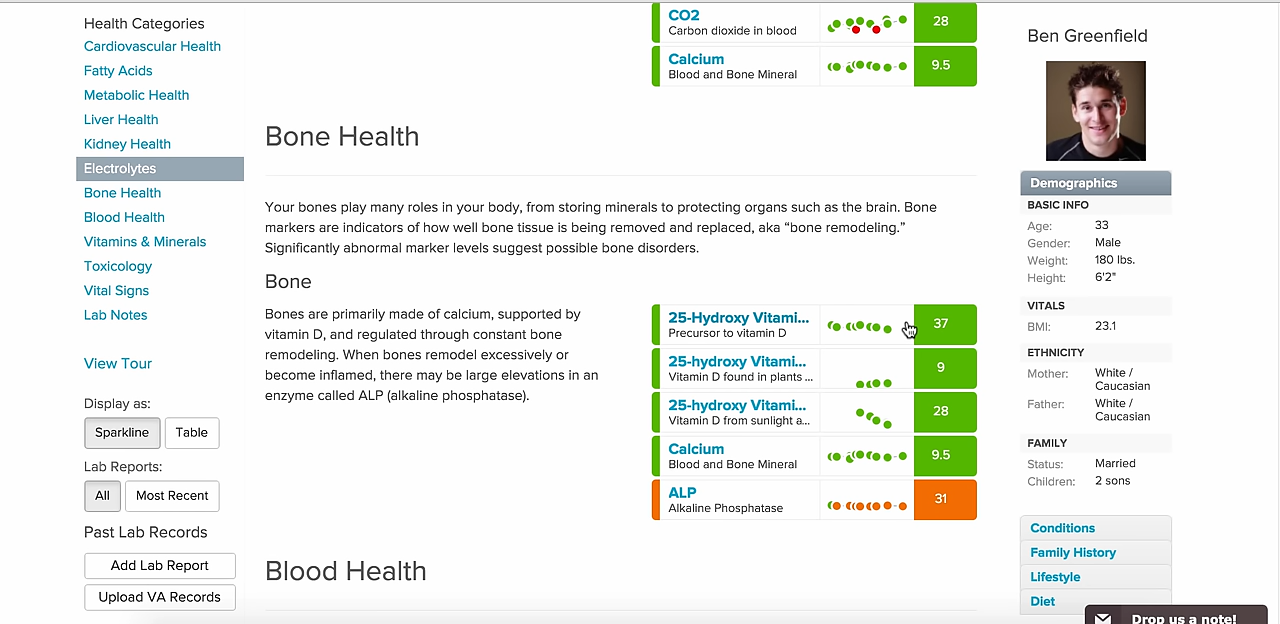 Health Categories
Cardiovascular Health
Fatty Acids
Metabolic Health
Liver Health
Kidney Health
Electrolytes
Bone Health
Blood Health
Vitamins & Minerals
Toxicology
Vital Signs
Lab Notes
View Tour
Display as:
Sparkline Table
Lab Reports:
All Most Recent
Past Lab Records
Add Lab Report
Upload VA Records
CO2 28
Carbon dioxide in blood
Calcium 9.5
Blood and Bone Mineral
Bone Health
Your bones play many roles in your body, from storing minerals to protecting organs such as the brain. Bone
markers are indicators of how well bone tissue is being removed and replaced, aka “bone remodeling.”
Significantly abnormal marker levels suggest possible bone disorders.
Bone
Bones are primarily made of calcium, supported by
vitamin D, and regulated through constant bone
remodeling. When bones remodel excessively or
become inflamed, there may be large elevations in an
enzyme called ALP (alkaline phosphatase).
25-Hydroxy Vitami... 37
Precursor to vitamin D
25-hydroxy Vitami... 9
Vitamin D found in plants ...
25-hydroxy Vitami... 28
Vitamin D from sunlight a...
Calcium 9.5
Blood and Bone Mineral
ALP 31
Alkaline Phosphatase
Blood Health
Ben Greenfield
Demographics
BASIC INFO
Age: 33
Gender: Male
Weight: 180 lbs.
Height: 6'2"
VITALS
BMI: 23.1
ETHNICITY
Mother: White /
Caucasian
Father: White /
Caucasian
FAMILY
Status: Married
Children: 2 sons
Conditions
Family History
Lifestyle
Diet
Drop us a note!